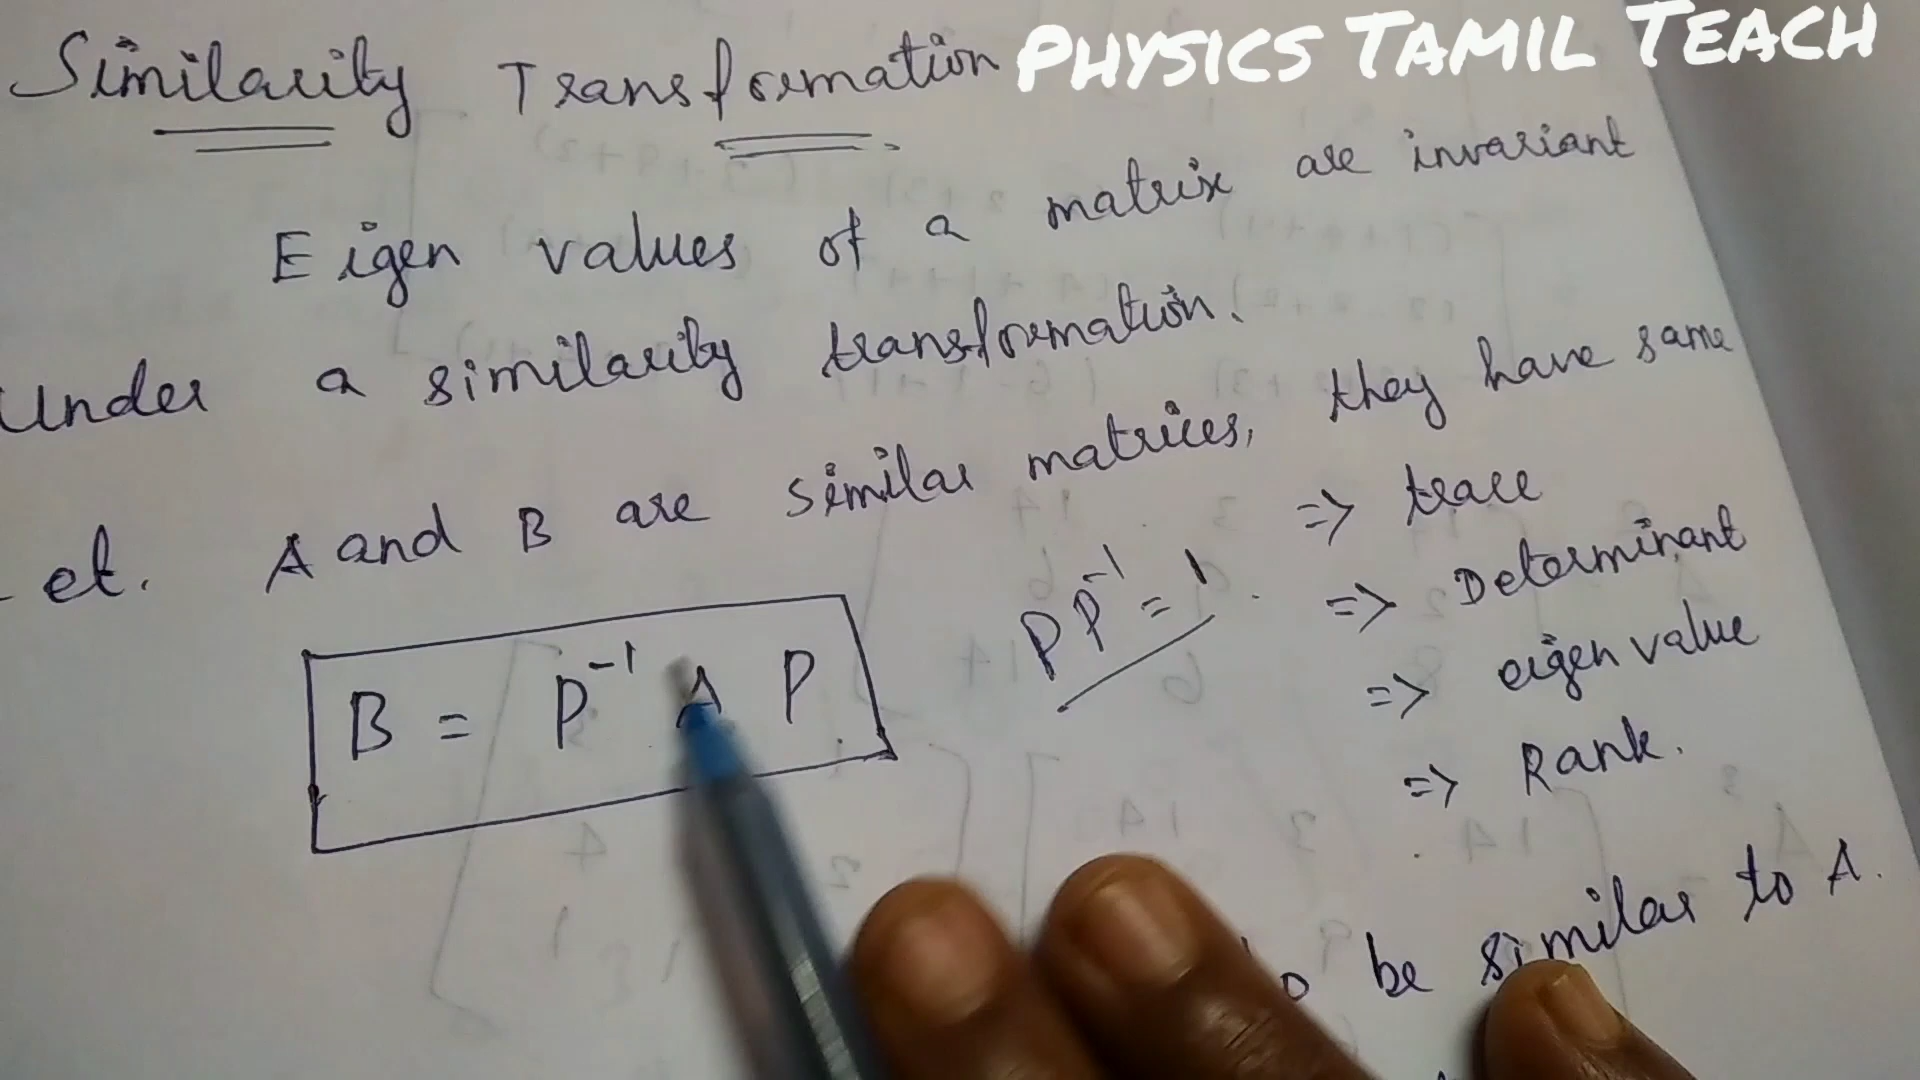 Similarity Transformation
PHYSICS TAMIL TEACH
Eigen values of a matrix are invariant
Under a similarity transformation.
et. A and B are similar matrices, they have same
=> trace
=> Determinant
=> eigen value
=> Rank.
PP⁻¹ = 1
B = P⁻¹ A P
be similar to A.